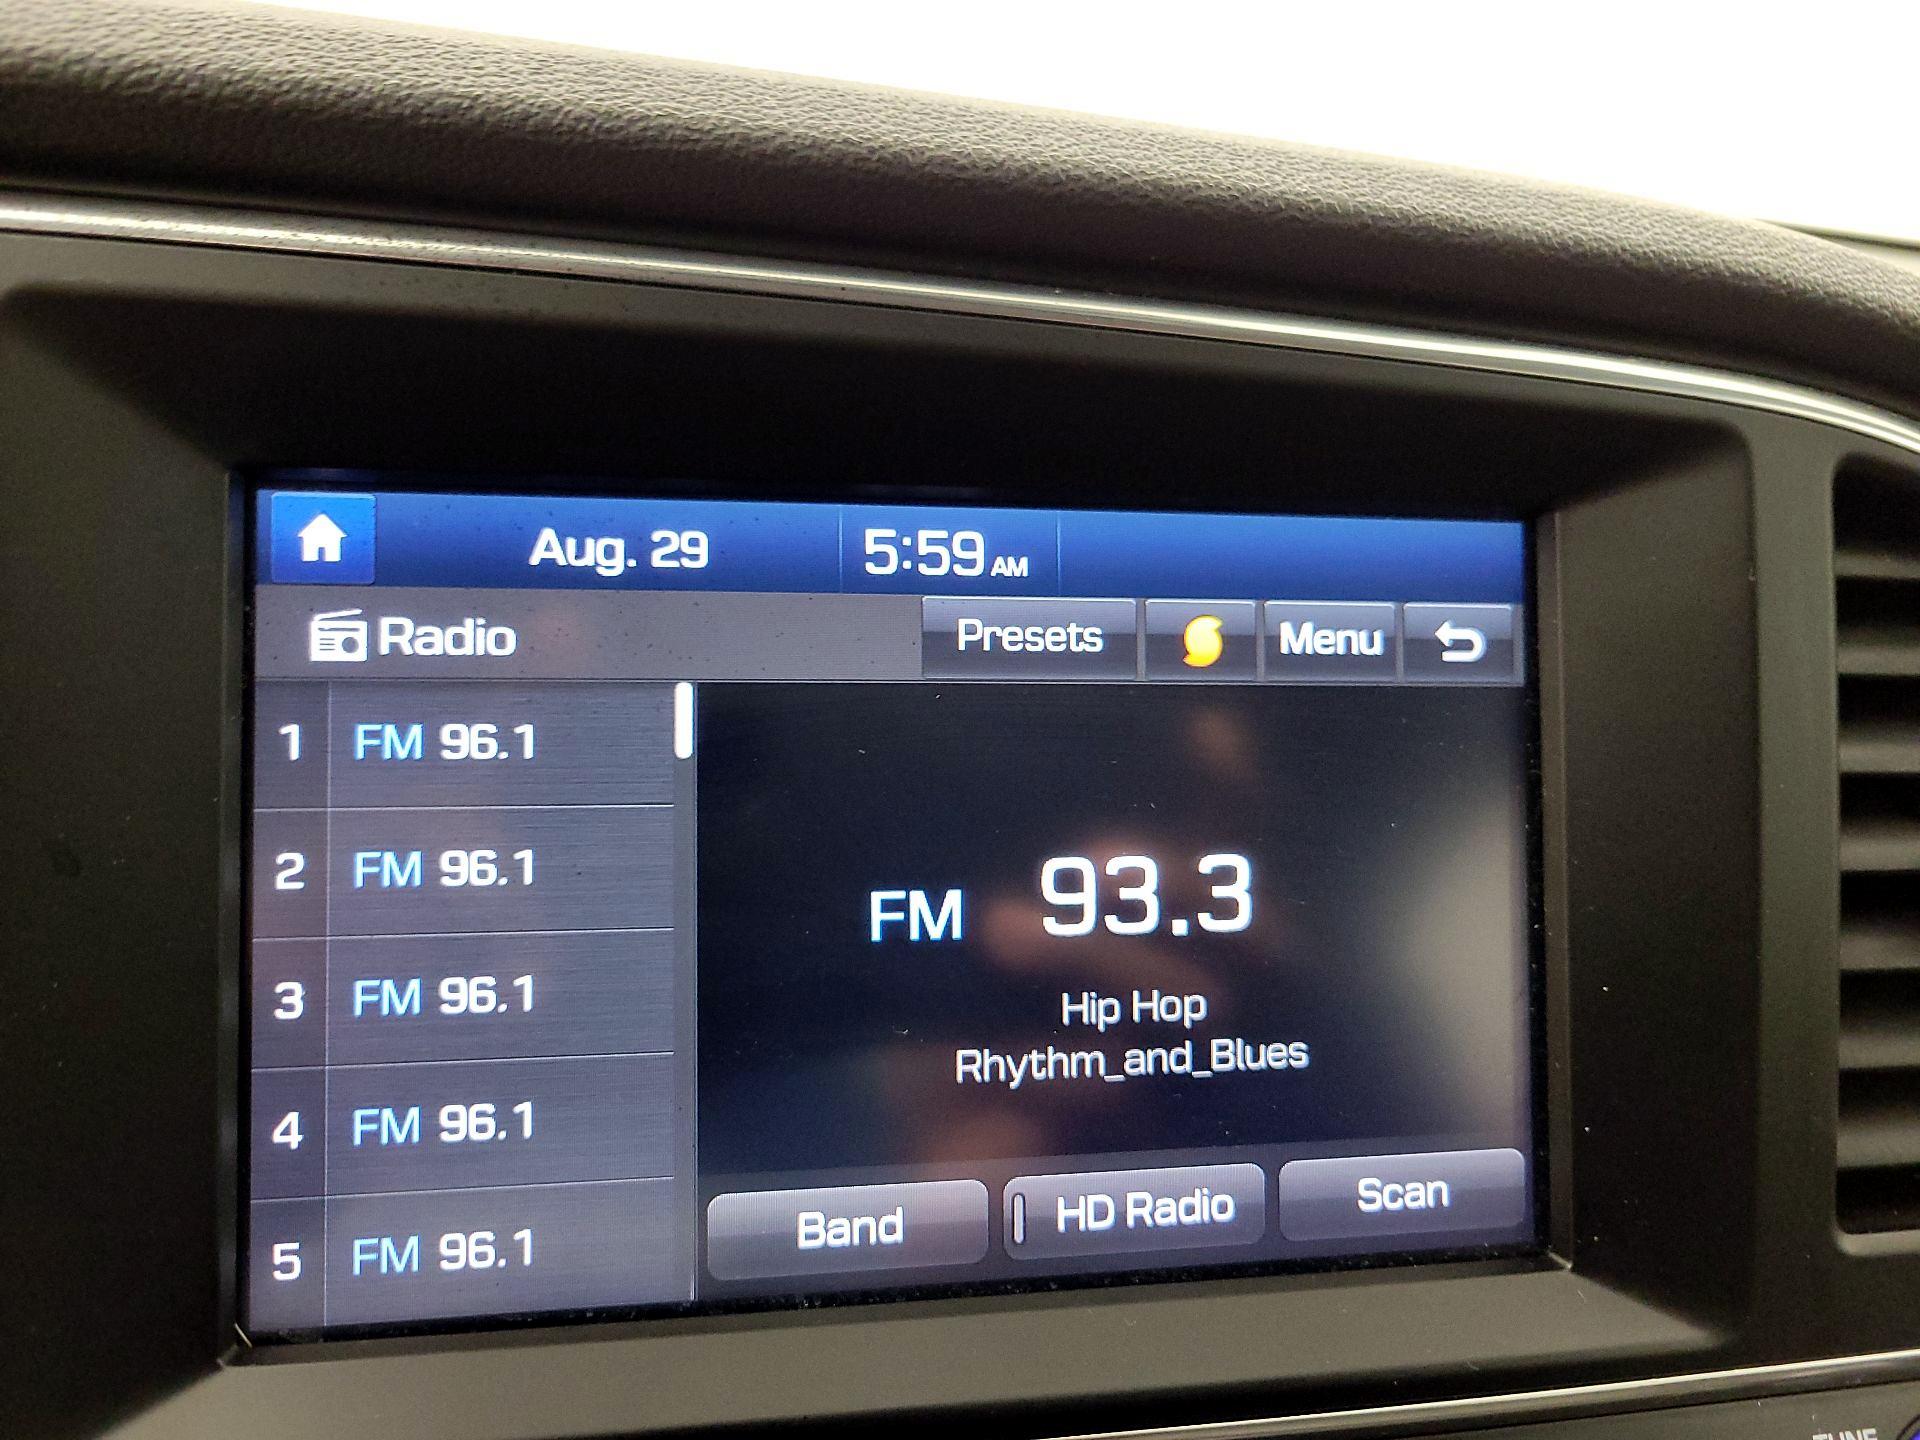 Aug. 29 5:59 AM
Radio Presets Menu
1 FM 96.1
2 FM 96.1
3 FM 96.1
4 FM 96.1
5 FM 96.1
FM 93.3
Hip Hop
Rhythm_and_Blues
Band HD Radio Scan
TUNE